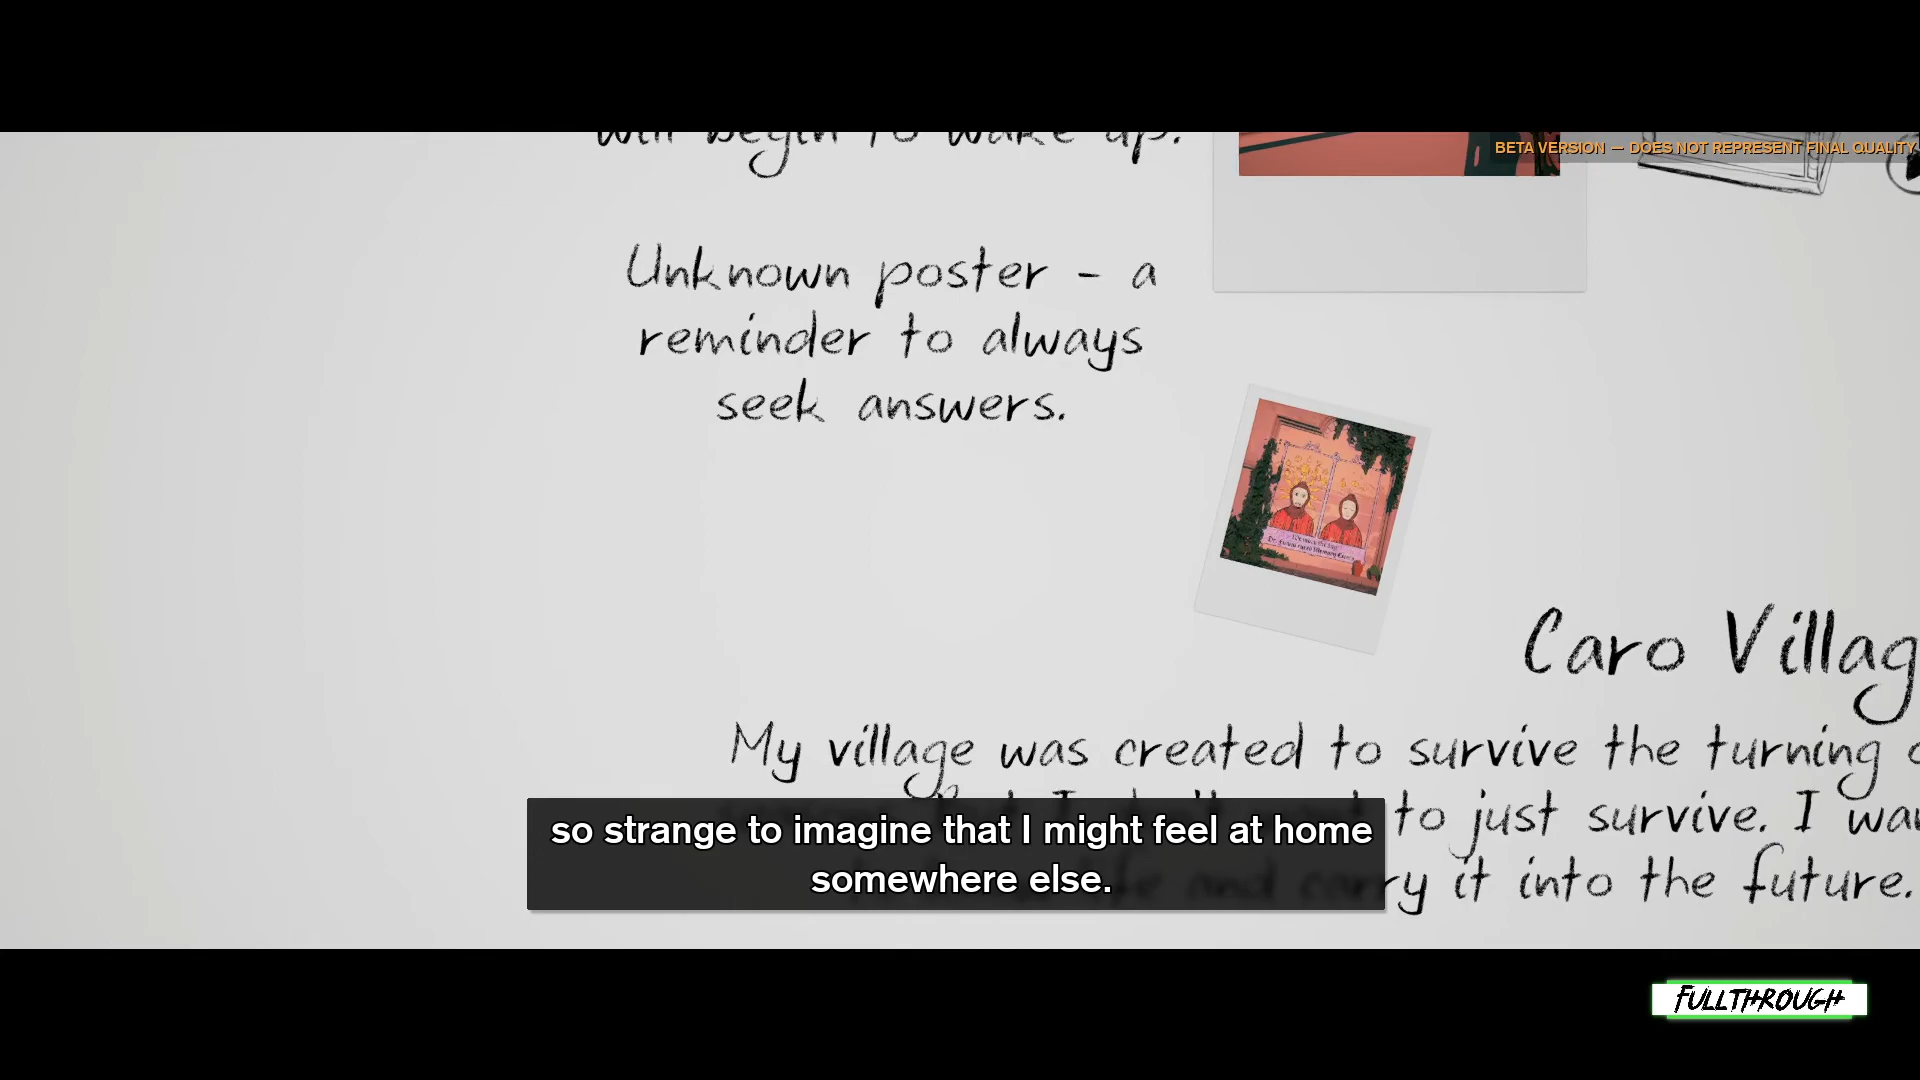 will begin to wake up.
BETA VERSION — DOES NOT REPRESENT FINAL QUALITY
Unknown poster - a
reminder to always
seek answers.
Caro Villag
My village was created to survive the turning
to just survive. I wa
carry it into the future.
so strange to imagine that I might feel at home
somewhere else.
FULLTHROUGH